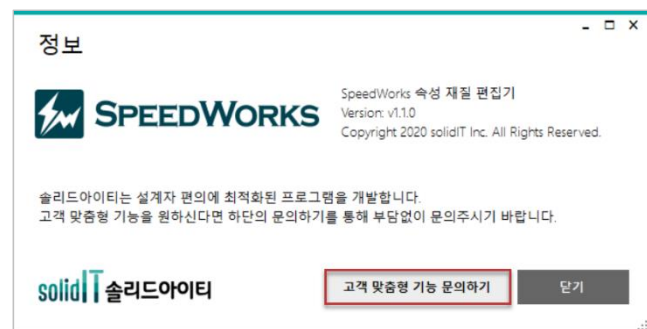 정보
SPEEDWORKS
SpeedWorks 속성 재질 편집기
Version: v1.1.0
Copyright 2020 solidIT Inc. All Rights Reserved.
솔리드아이티는 설계자 편의에 최적화된 프로그램을 개발합니다.
고객 맞춤형 기능을 원하신다면 하단의 문의하기를 통해 부담없이 문의주시기 바랍니다.
solidIT 솔리드아이티
고객 맞춤형 기능 문의하기
닫기